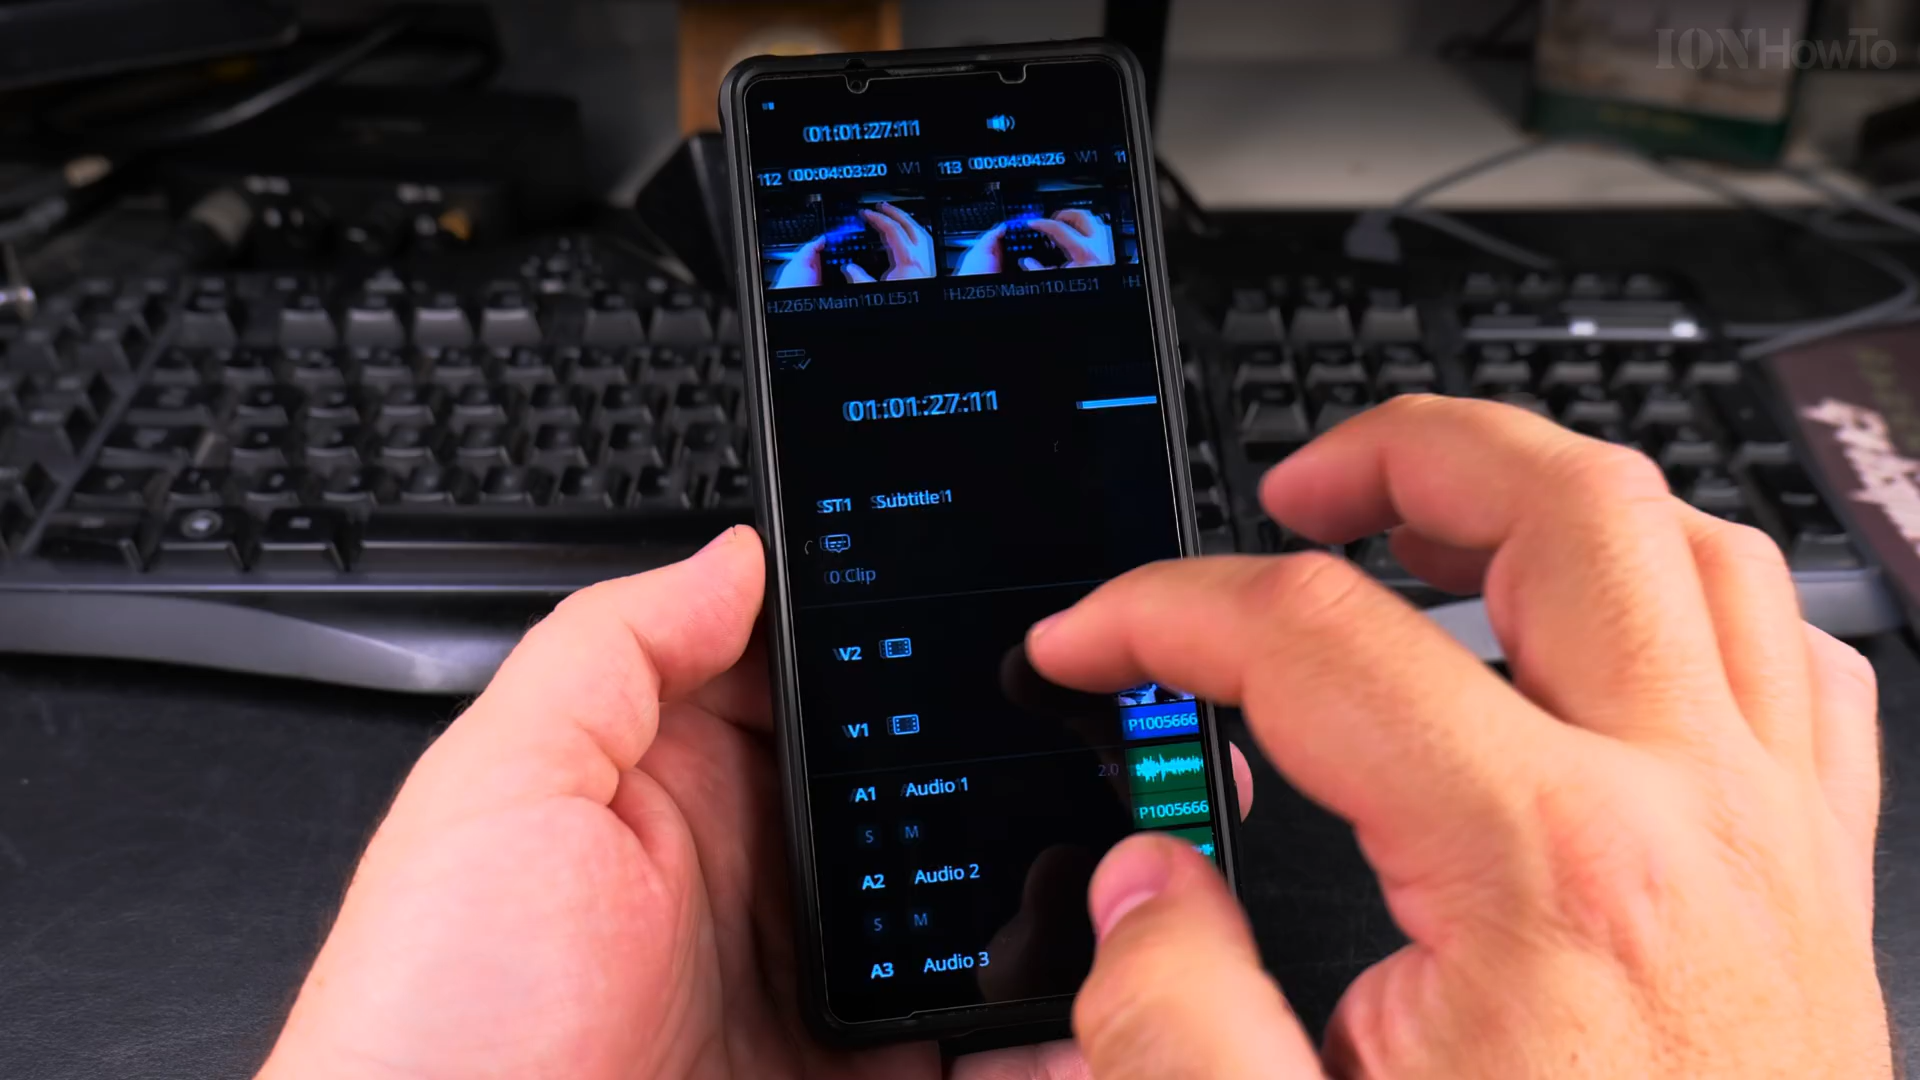 IONHowTo
01:01:27:11
112 00:04:03:20 V1 113 00:04:04:26 V1 11
H.265 Main 10 L5.1 H.265 Main 10 L5.1 H.
01:01:27:11
ST1 Subtitle 1
0 Clip
V2
V1
P1005666
A1 Audio 1 2.0
S M
P1005666
A2 Audio 2
S M
A3 Audio 3